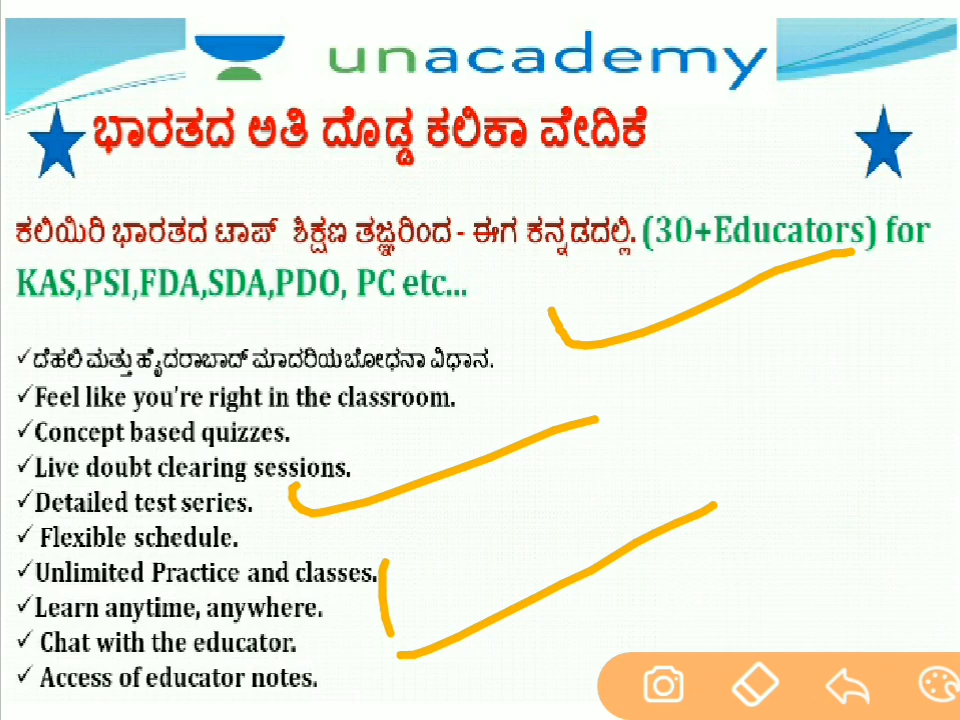 unacademy
ಭಾರತದ ಅತಿ ದೊಡ್ಡ ಕಲಿಕಾ ವೇದಿಕೆ
ಕಲಿಯಿರಿ ಭಾರತದ ಟಾಪ್ ಶಿಕ್ಷಣ ತಜ್ಞರಿಂದ - ಈಗ ಕನ್ನಡದಲ್ಲಿ. (30+Educators) for
KAS,PSI,FDA,SDA,PDO, PC etc...
✓ದೆಹಲಿ ಮತ್ತು ಹೈದರಾಬಾದ್ ಮಾದರಿಯ ಬೋಧನಾ ವಿಧಾನ.
✓Feel like you're right in the classroom.
✓Concept based quizzes.
✓Live doubt clearing sessions.
✓Detailed test series.
✓ Flexible schedule.
✓Unlimited Practice and classes.
✓Learn anytime, anywhere.
✓ Chat with the educator.
✓ Access of educator notes.